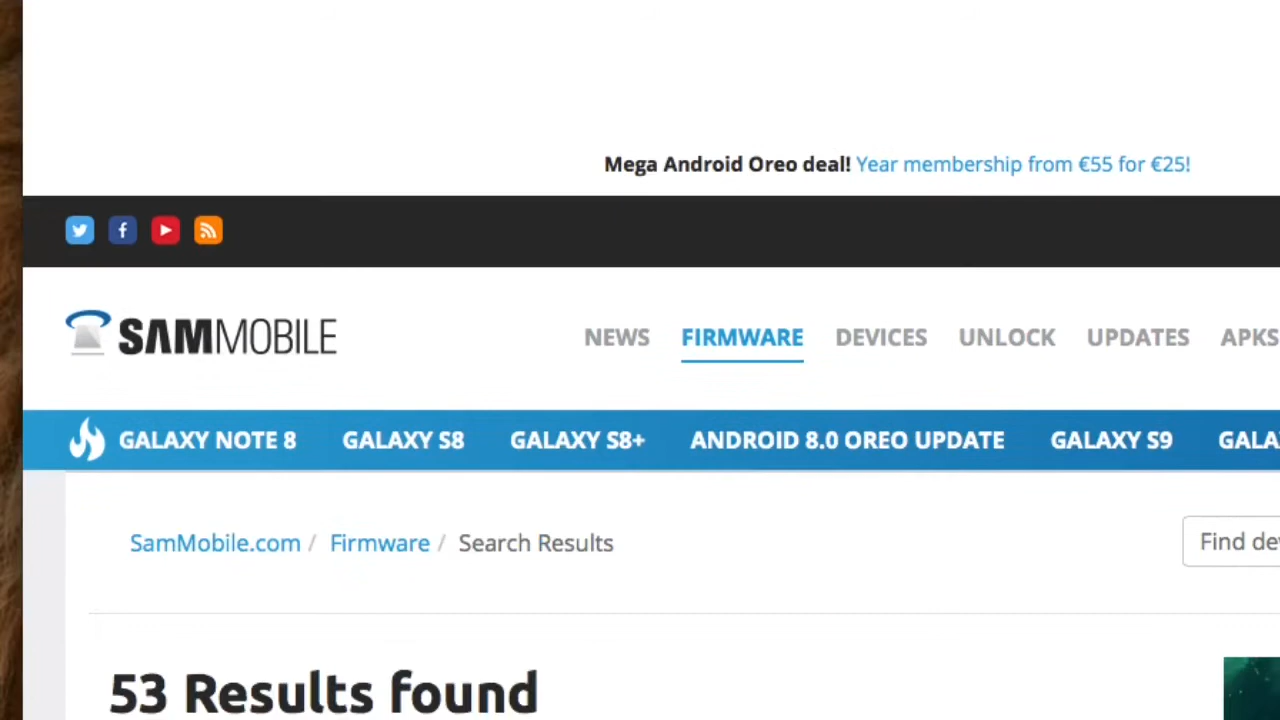 Mega Android Oreo deal! Year membership from €55 for €25!
SAMMOBILE
NEWS FIRMWARE DEVICES UNLOCK UPDATES APKS
GALAXY NOTE 8 GALAXY S8 GALAXY S8+ ANDROID 8.0 OREO UPDATE GALAXY S9
SamMobile.com / Firmware / Search Results
Find
53 Results found